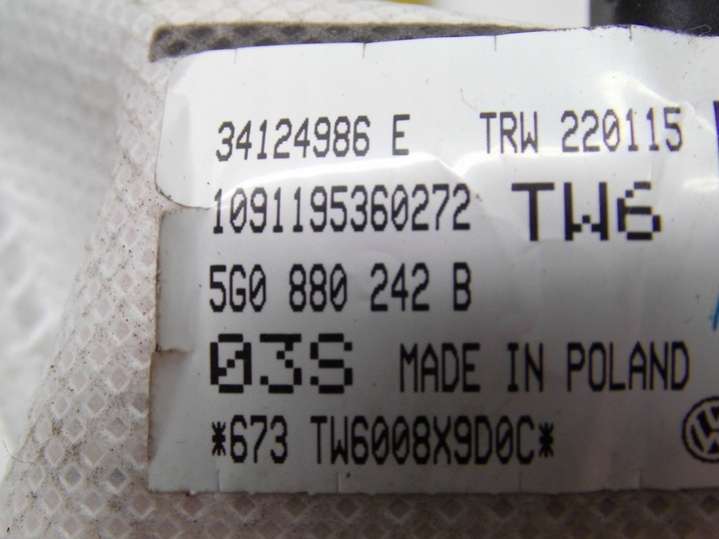 34124986 E TRW 220115
1091195360272 TW6
5G0 880 242 B
03S MADE IN POLAND
*673 TW6008X9D0C*